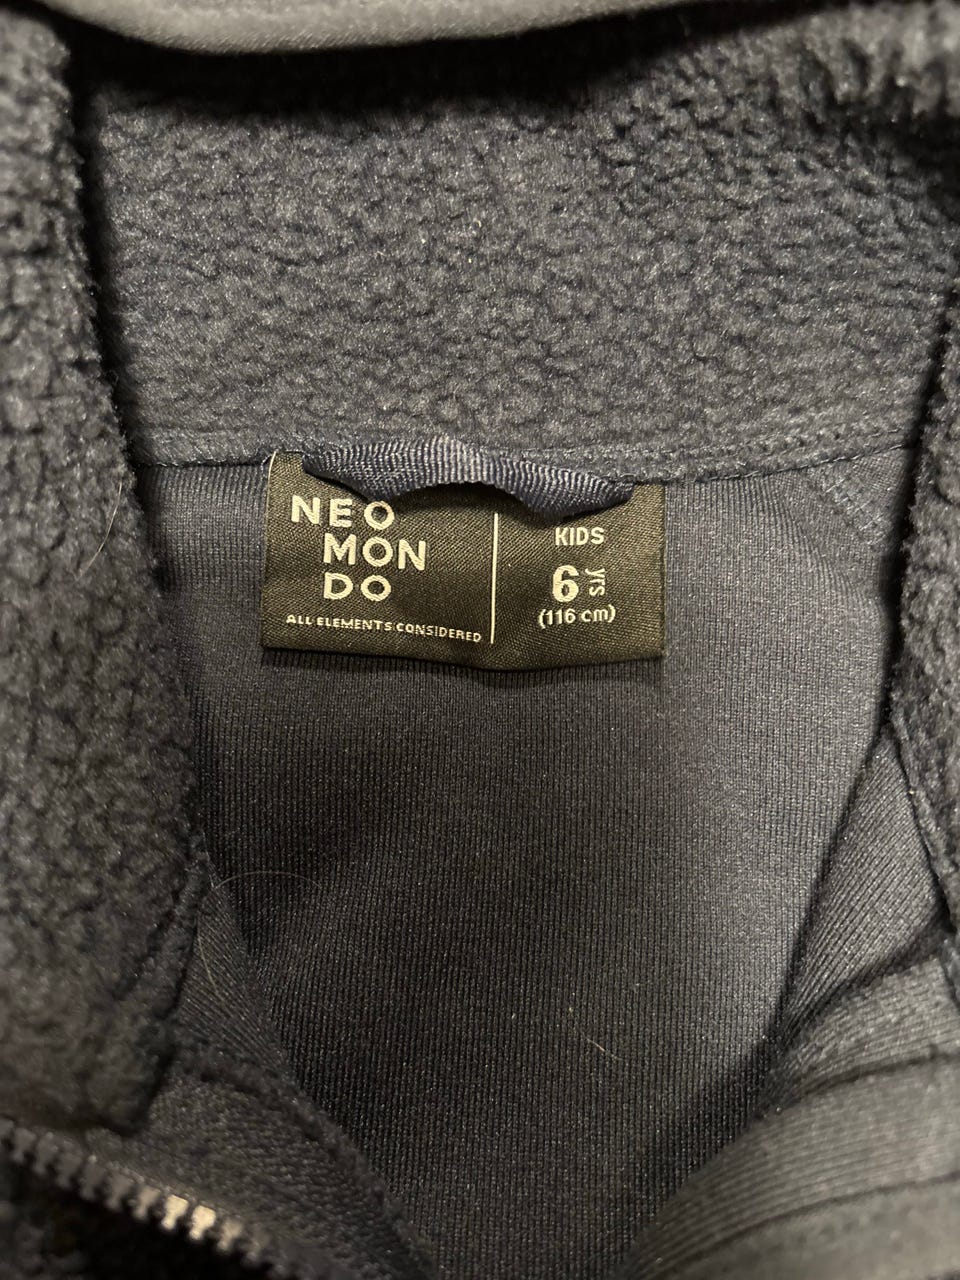 NEO
MON
DO
ALL ELEMENTS CONSIDERED
KIDS
6 yrs
(116 cm)